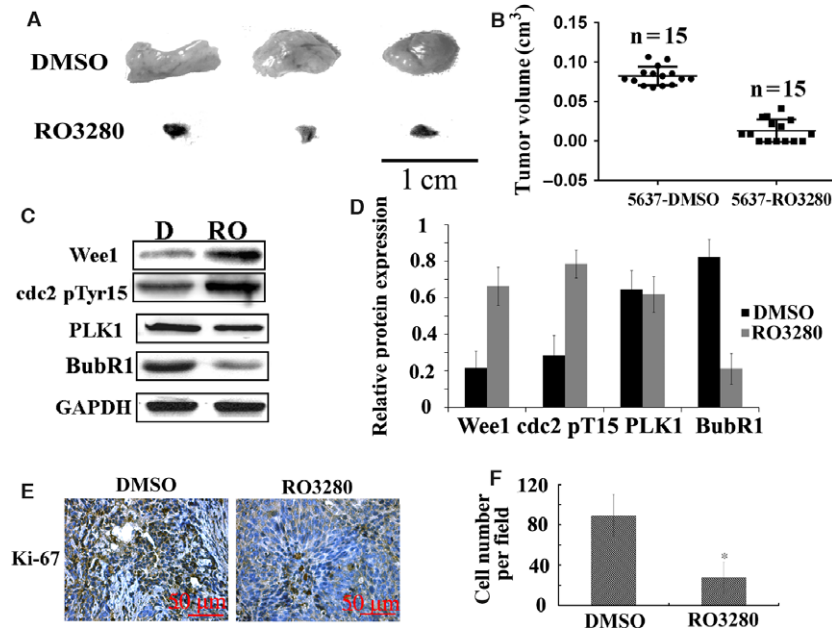 A
DMSO
RO3280
1 cm
B
Tumor volume (cm3)
0.15
0.10
0.05
0.00
−0.05
n=15
n=15
5637-DMSO 5637-RO3280
C
D RO
Wee1
cdc2 pTyr15
PLK1
BubR1
GAPDH
D
Relative protein expression
1
0.8
0.6
0.4
0.2
0
DMSO
RO3280
Wee1 cdc2 pT15 PLK1 BubR1
E
DMSO RO3280
Ki-67
50 μm
50 μm
F
Cell number
per field
120
80
40
0
*
DMSO RO3280